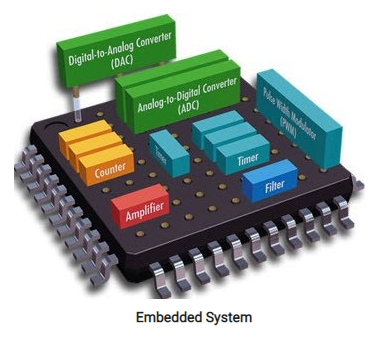 Digital-to-Analog Converter
(DAC)
Analog-to-Digital Converter
(ADC)
Pulse Width Modulator
(PWM)
Counter
Timer
Timer
Filter
Amplifier
Embedded System